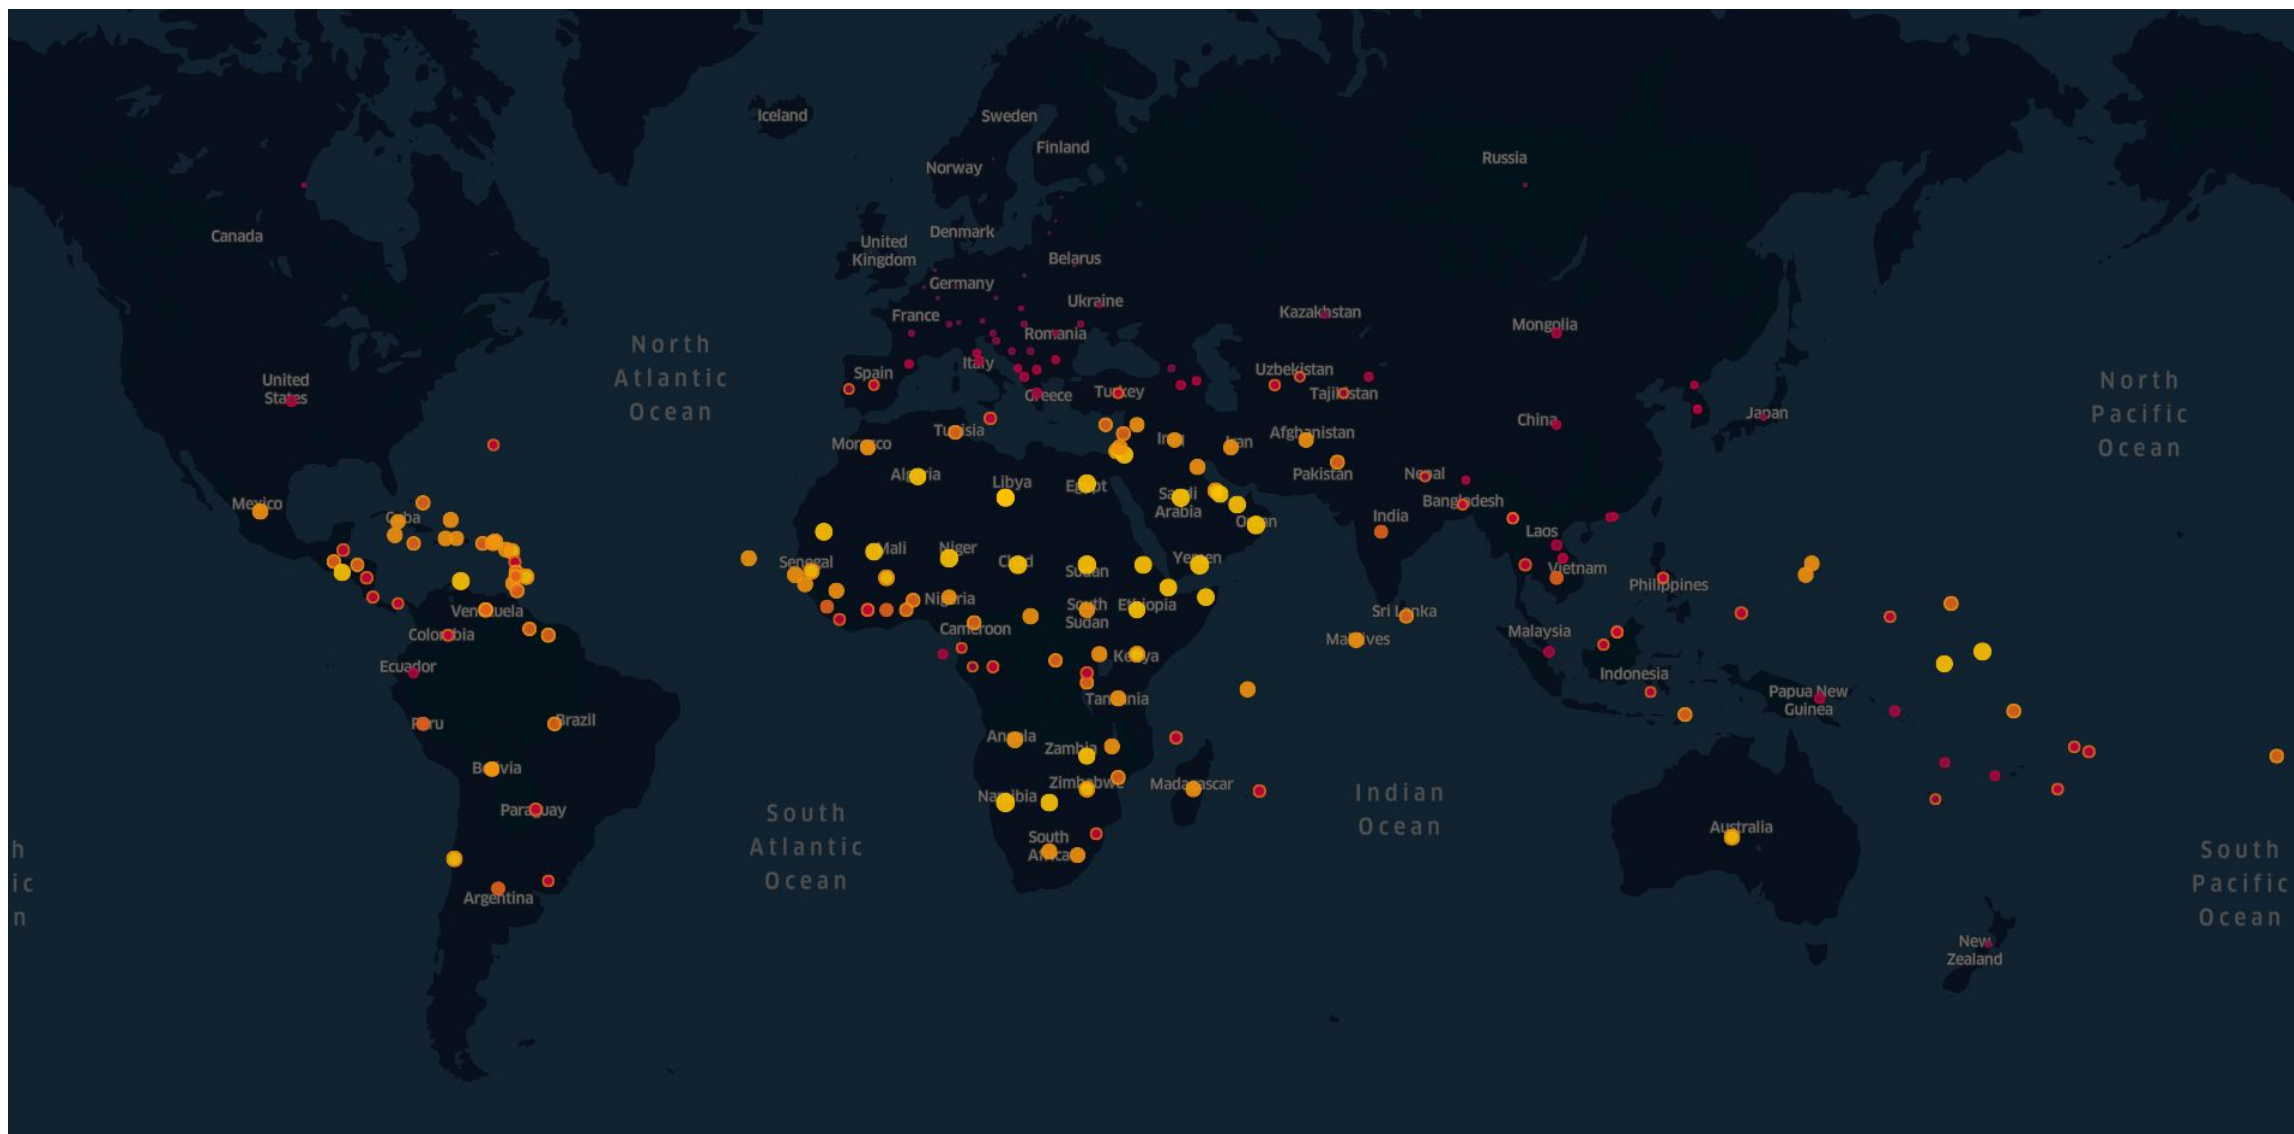 Iceland
Sweden
Finland
Norway
Russia
Canada
Denmark
United
Kingdom
Belarus
Germany
Ukraine
France
Kazakhstan
Romania
Mongolia
North
Atlantic
Ocean
Italy
Spain
Uzbekistan
United
States
Greece
Turkey
Tajikistan
North
Pacific
Ocean
Japan
China
Tunisia
Morocco
Iraq
Iran
Afghanistan
Algeria
Libya
Egypt
Pakistan
Nepal
Mexico
Cuba
Saudi
Arabia
Bangladesh
Oman
India
Laos
Senegal
Mali
Niger
Chad
Sudan
Yemen
Vietnam
Philippines
Venezuela
Nigeria
South
Sudan
Ethiopia
Sri Lanka
Colombia
Cameroon
Maldives
Malaysia
Ecuador
Kenya
Indonesia
Tanzania
Papua New
Guinea
Peru
Brazil
Angola
Zambia
Bolivia
Zimbabwe
Madagascar
Namibia
Indian
Ocean
Paraguay
South
Atlantic
Ocean
South
Africa
Australia
h
ic
n
South
Pacific
Ocean
Argentina
New
Zealand